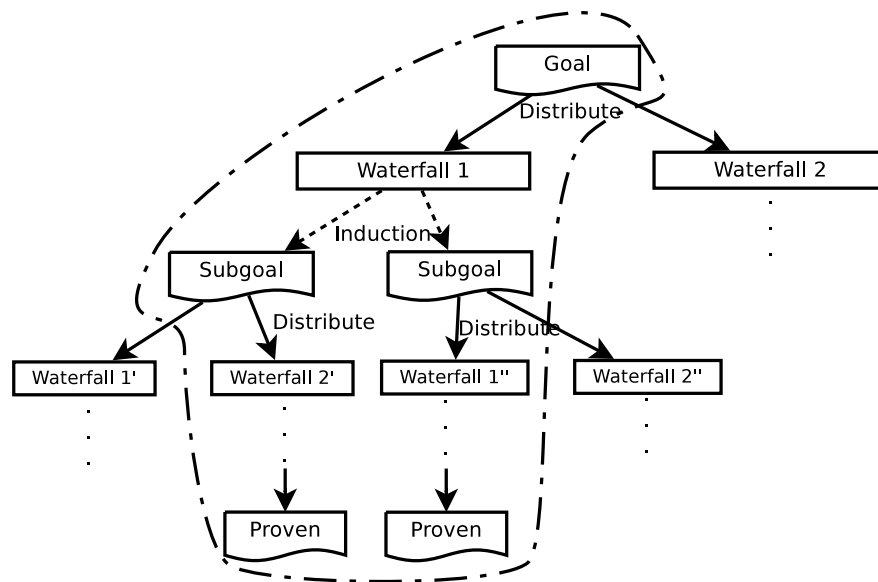 Goal
Distribute
Waterfall 1
Waterfall 2
Induction
Subgoal
Subgoal
Distribute
Distribute
Waterfall 1'
Waterfall 2'
Waterfall 1"
Waterfall 2"
Proven
Proven